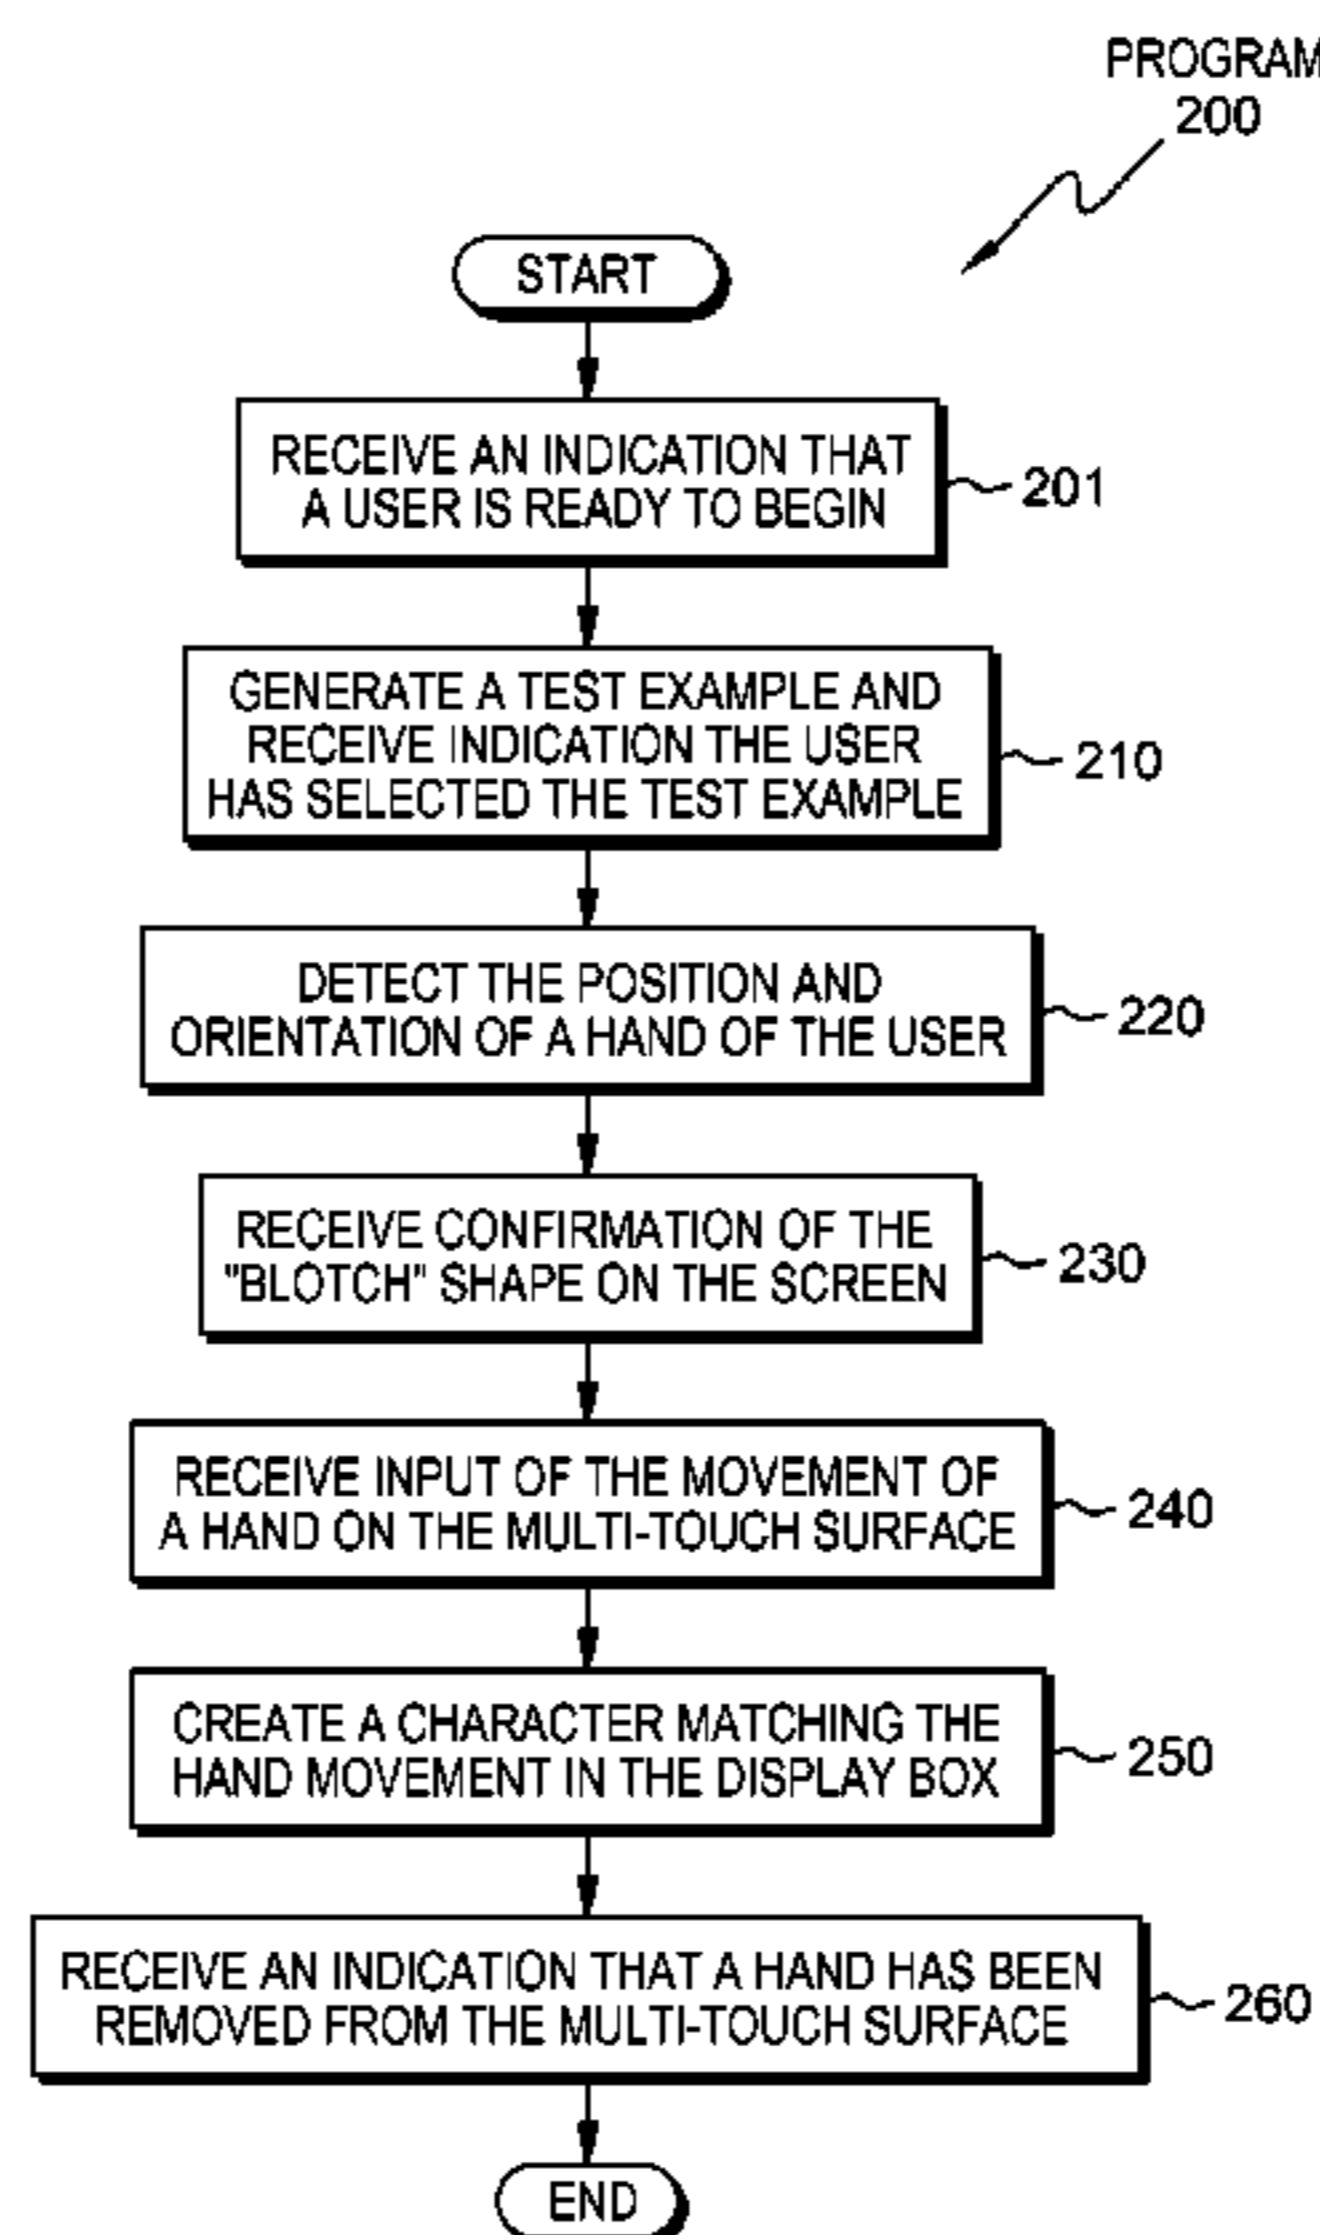 PROGRAM
200
START
RECEIVE AN INDICATION THAT
A USER IS READY TO BEGIN
201
GENERATE A TEST EXAMPLE AND
RECEIVE INDICATION THE USER
HAS SELECTED THE TEST EXAMPLE
210
DETECT THE POSITION AND
ORIENTATION OF A HAND OF THE USER
220
RECEIVE CONFIRMATION OF THE
"BLOTCH" SHAPE ON THE SCREEN
230
RECEIVE INPUT OF THE MOVEMENT OF
A HAND ON THE MULTI-TOUCH SURFACE
240
CREATE A CHARACTER MATCHING THE
HAND MOVEMENT IN THE DISPLAY BOX
250
RECEIVE AN INDICATION THAT A HAND HAS BEEN
REMOVED FROM THE MULTI-TOUCH SURFACE
260
END